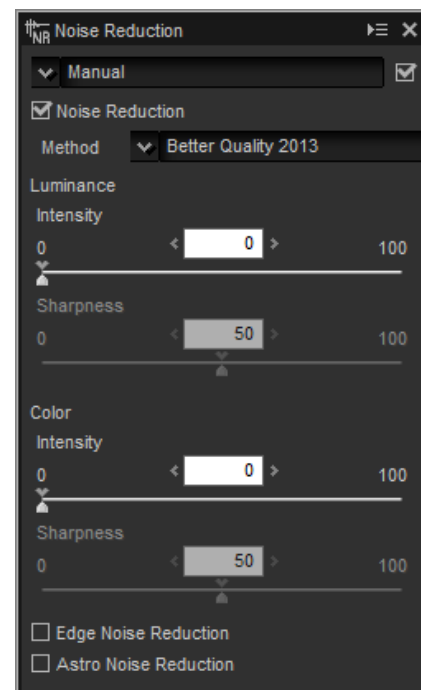 NR Noise Reduction
Manual
Noise Reduction
Method Better Quality 2013
Luminance
Intensity
0 0 100
Sharpness
0 50 100
Color
Intensity
0 0 100
Sharpness
0 50 100
Edge Noise Reduction
Astro Noise Reduction